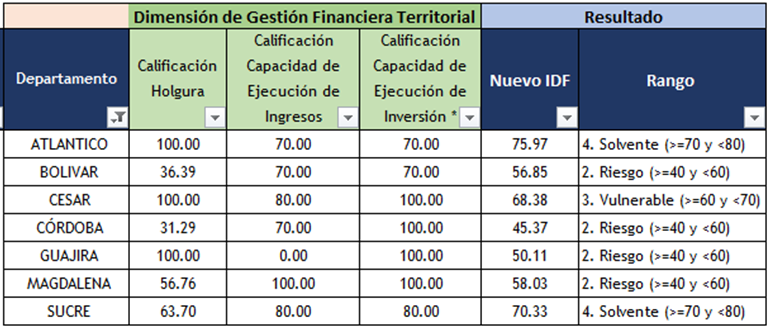 Dimensión de Gestión Financiera Territorial Resultado
Departamento Calificación Holgura Calificación Capacidad de Ejecución de Ingresos Calificación Capacidad de Ejecución de Inversión * Nuevo IDF Rango
ATLANTICO 100.00 70.00 70.00 75.97 4. Solvente (>=70 y <80)
BOLIVAR 36.39 70.00 70.00 56.85 2. Riesgo (>=40 y <60)
CESAR 100.00 80.00 100.00 68.38 3. Vulnerable (>=60 y <70)
CÓRDOBA 31.29 70.00 100.00 45.37 2. Riesgo (>=40 y <60)
GUAJIRA 100.00 0.00 100.00 50.11 2. Riesgo (>=40 y <60)
MAGDALENA 56.76 100.00 100.00 58.03 2. Riesgo (>=40 y <60)
SUCRE 63.70 80.00 80.00 70.33 4. Solvente (>=70 y <80)